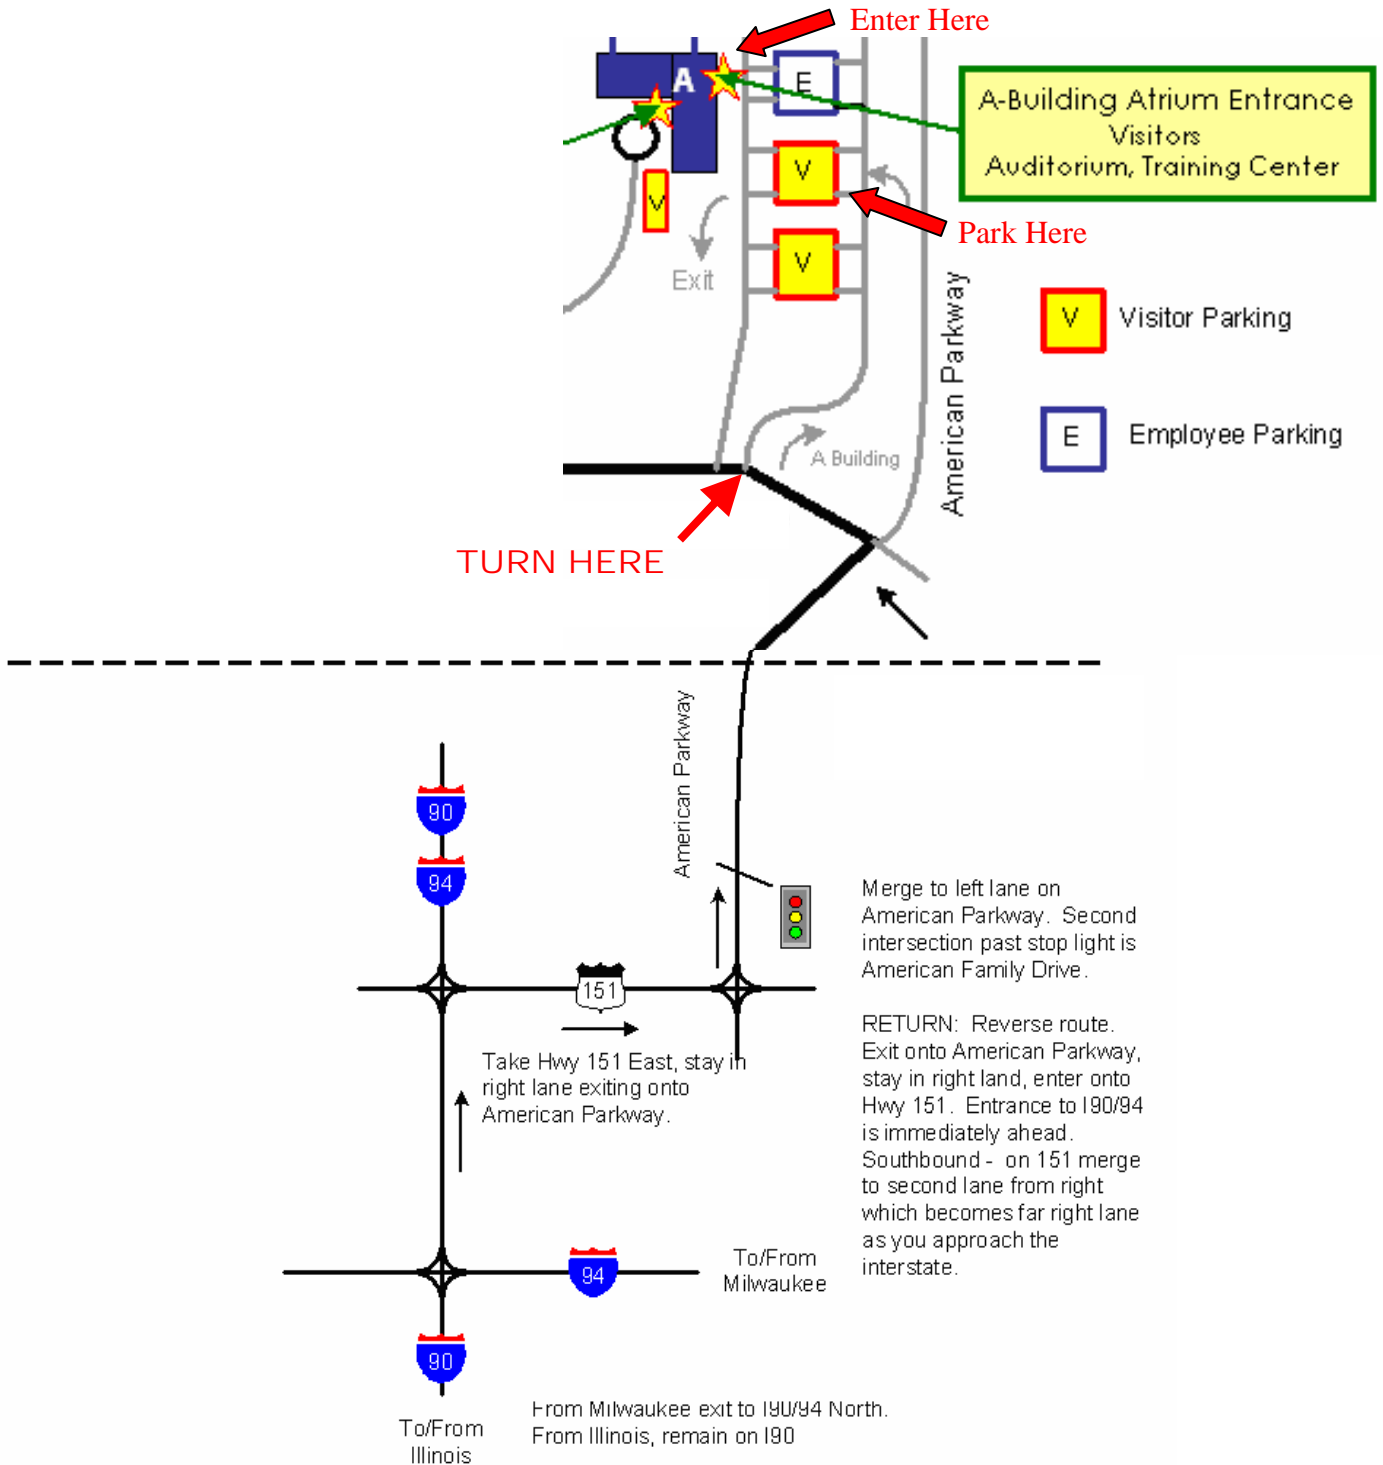 Enter Here
A
E
A-Building Atrium Entrance
Visitors
Auditorium, Training Center
V
V
Park Here
V
Exit
American Parkway
V Visitor Parking
E Employee Parking
A Building
TURN HERE
American Parkway
90
94
151
Take Hwy 151 East, stay in
right lane exiting onto
American Parkway.
Merge to left lane on
American Parkway. Second
intersection past stop light is
American Family Drive.
RETURN: Reverse route.
Exit onto American Parkway,
stay in right land, enter onto
Hwy 151. Entrance to I90/94
is immediately ahead.
Southbound - on 151 merge
to second lane from right
which becomes far right lane
as you approach the
interstate.
94
To/From
Milwaukee
90
To/From
Illinois
From Milwaukee exit to I90/94 North.
From Illinois, remain on I90